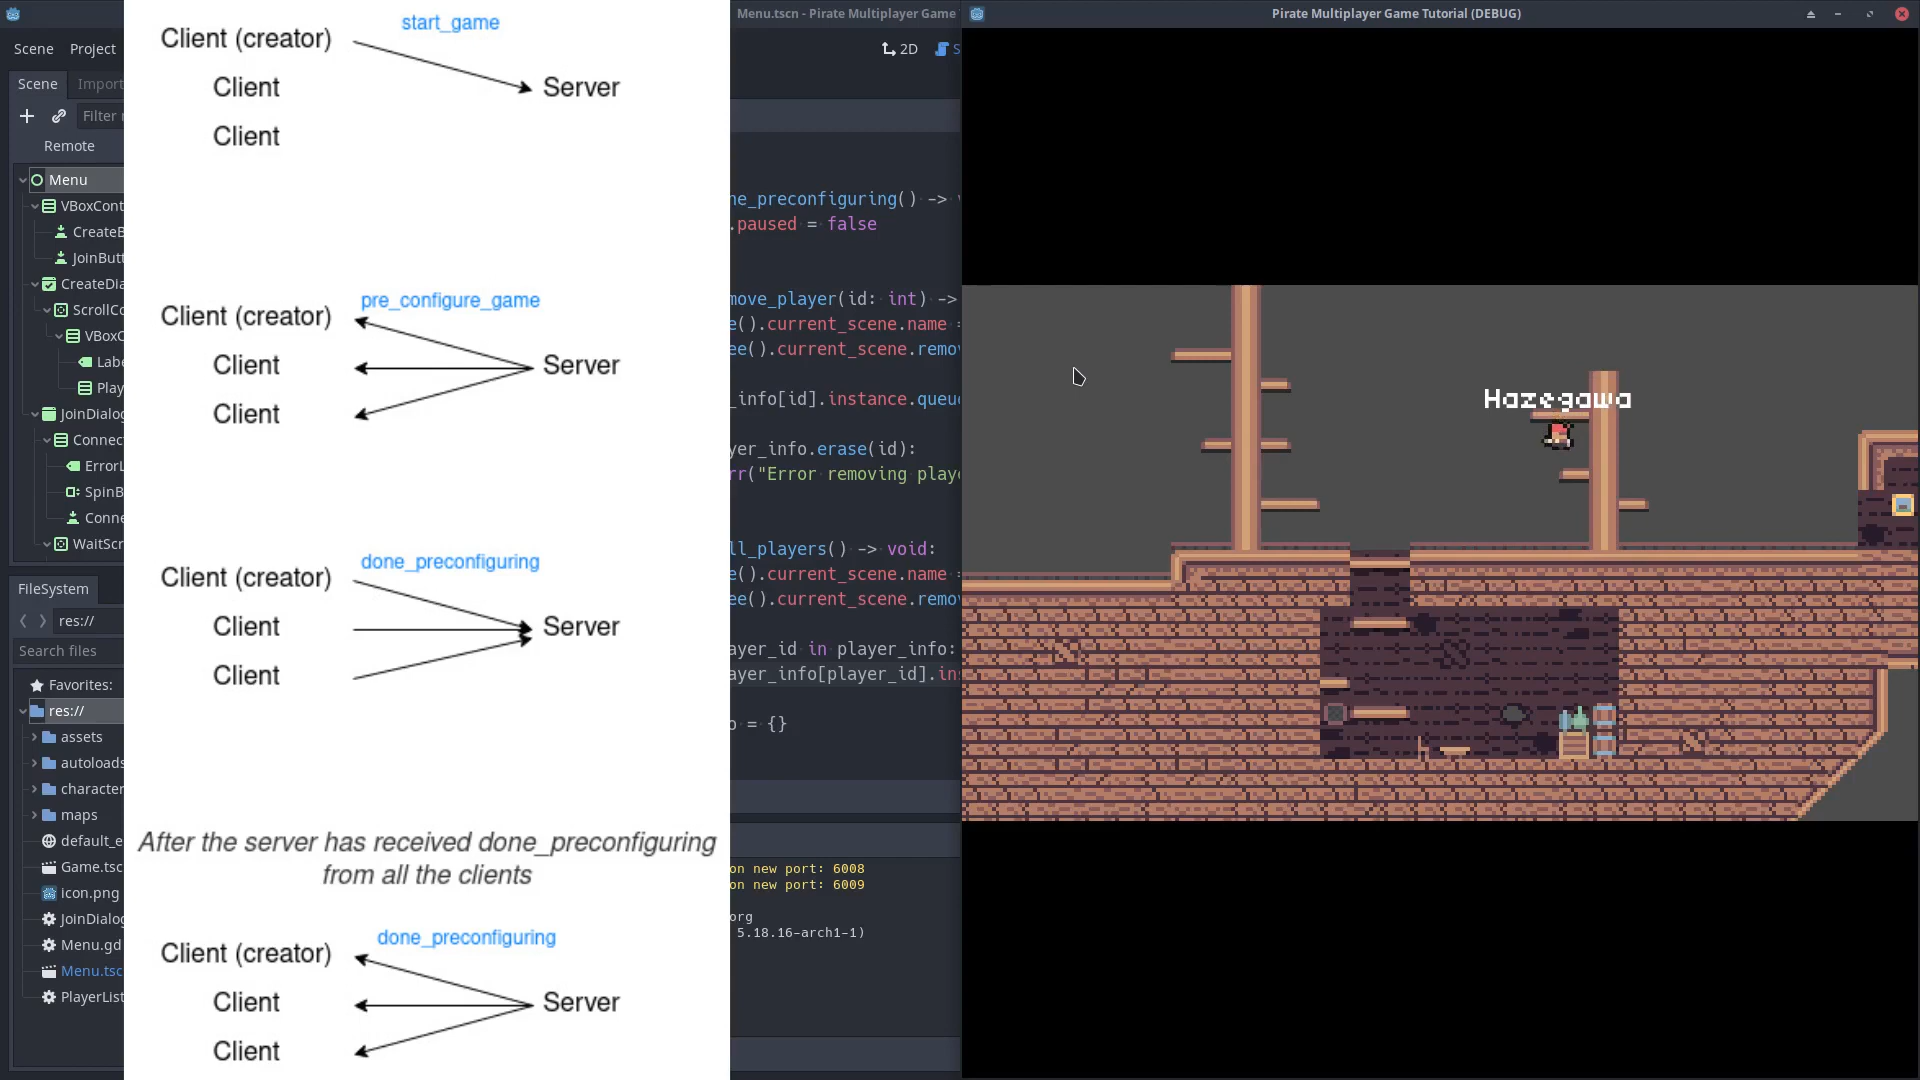 Menu.tscn - Pirate Multiplayer Game
Pirate Multiplayer Game Tutorial (DEBUG)
Scene Project
2D
Scene Import
Filter
Remote
Menu
VBoxCont
CreateB
JoinButt
CreateDia
ScrollCo
VBoxC
Labe
Play
JoinDialog
Connect
ErrorL
SpinB
Conne
WaitScr
FileSystem
res://
Search files
Favorites:
res://
assets
autoloads
character
maps
default_e
Game.tsc
icon.png
JoinDialog
Menu.gd
Menu.tsc
PlayerList
start_game
Client (creator)
Client
Client
Server
pre_configure_game
Client (creator)
Client
Client
Server
done_preconfiguring
Client (creator)
Client
Client
Server
After the server has received done_preconfiguring
from all the clients
done_preconfiguring
Client (creator)
Client
Client
Server
ne_preconfiguring() ->
.paused = false
move_player(id: int) ->
e().current_scene.name =
ee().current_scene.remov
_info[id].instance.queue
yer_info.erase(id):
rr("Error removing playe
ll_players() -> void:
e().current_scene.name =
ee().current_scene.remov
ayer_id in player_info:
ayer_info[player_id].ins
o = {}
on new port: 6008
on new port: 6009
org
5.18.16-arch1-1)
Hazegawa